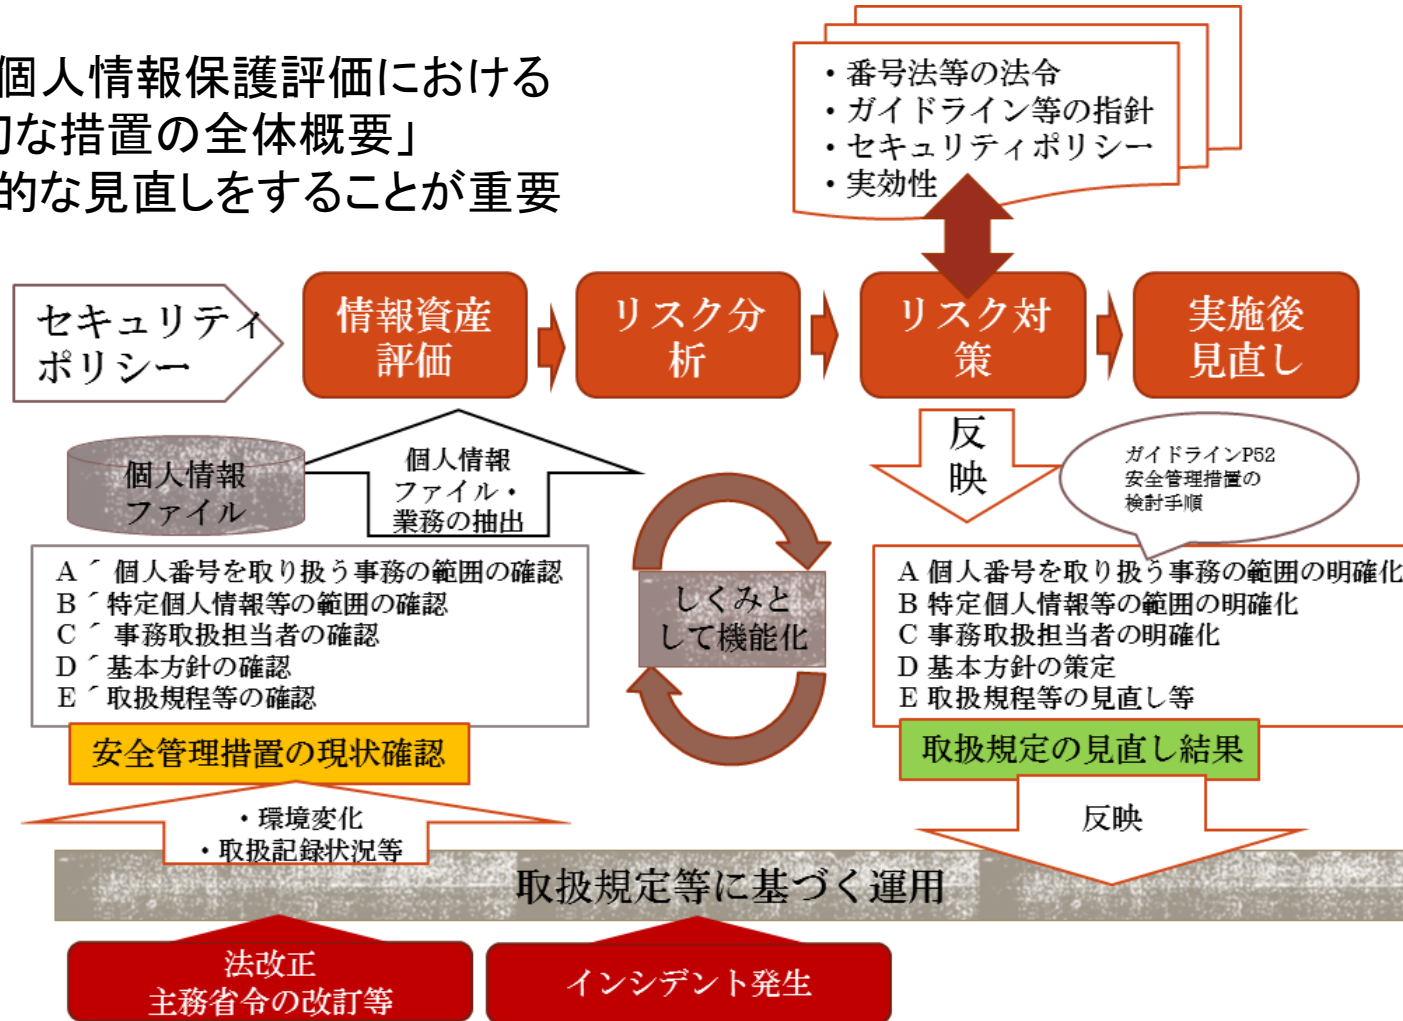 個人情報保護評価における
な措置の全体概要」
的な見直しをすることが重要
・番号法等の法令
・ガイドライン等の指針
・セキュリティポリシー
・実効性
セキュリティ
ポリシー
情報資産
評価
リスク分
析
リスク対
策
実施後
見直し
個人情報
ファイル
個人情報
ファイル・
業務の抽出
反
映
ガイドラインP52
安全管理措置の
検討手順
A´ 個人番号を取り扱う事務の範囲の確認
B´ 特定個人情報等の範囲の確認
C´ 事務取扱担当者の確認
D´ 基本方針の確認
E´ 取扱規程等の確認
しくみと
して機能化
A 個人番号を取り扱う事務の範囲の明確化
B 特定個人情報等の範囲の明確化
C 事務取扱担当者の明確化
D 基本方針の策定
E 取扱規程等の見直し等
安全管理措置の現状確認
取扱規定の見直し結果
・環境変化
・取扱記録状況等
反映
取扱規定等に基づく運用
法改正
主務省令の改訂等
インシデント発生